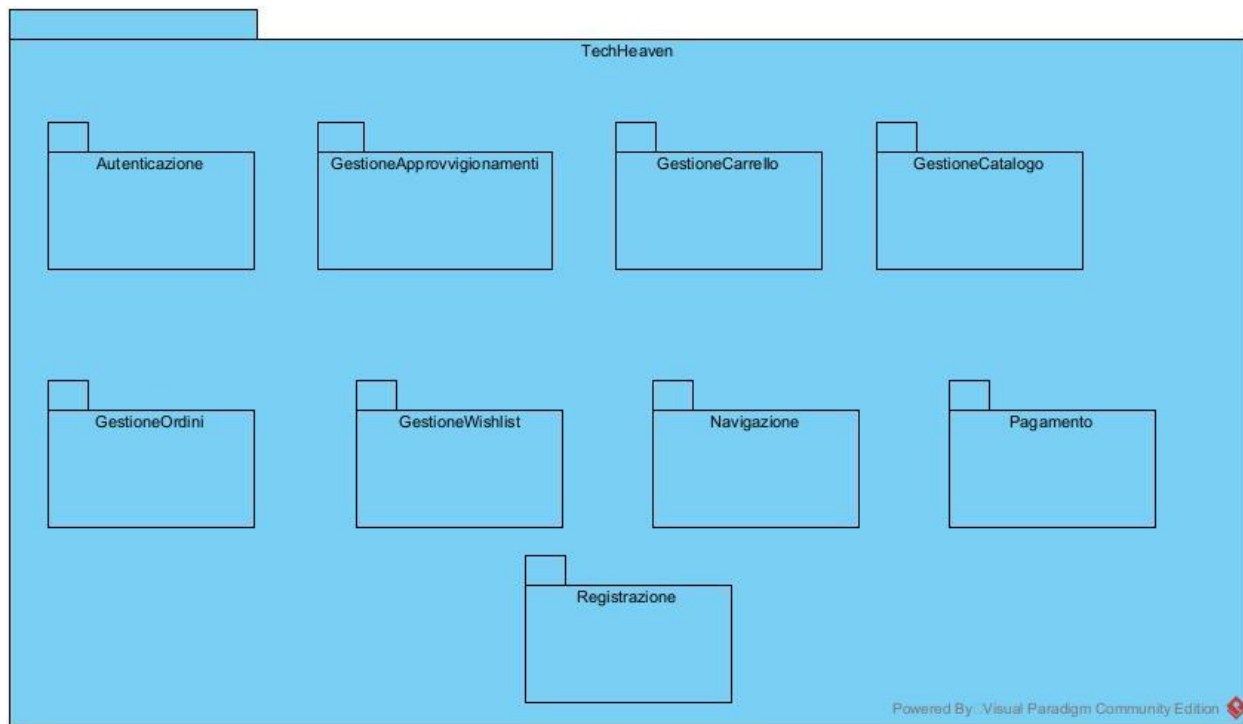 TechHeaven
Autenticazione
GestioneApprovvigionamenti
GestioneCarrello
GestioneCatalogo
GestioneOrdini
GestioneWishlist
Navigazione
Pagamento
Registrazione
Powered By Visual Paradigm Community Edition